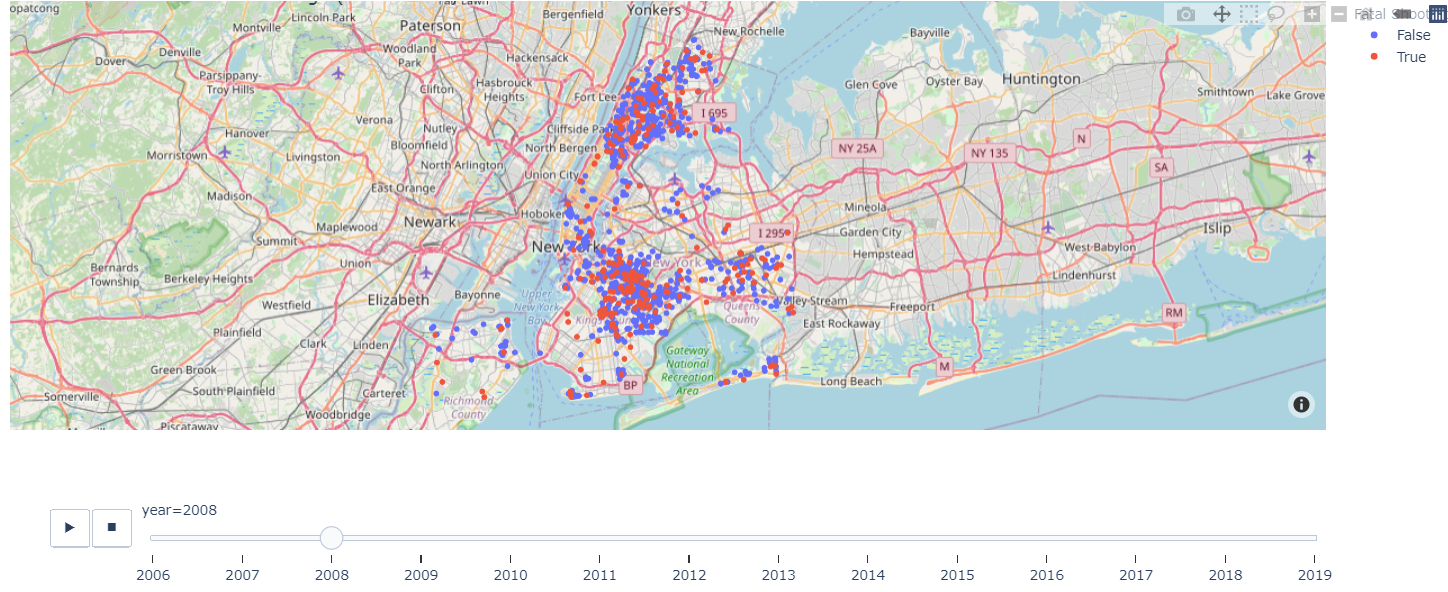 opatcong
Lincoln Park
Paterson
Bergenfield
Yonkers
Montville
New Rochelle
Bayville
False
True
Denville
Dover
Woodland
Park
Hackensack
Parsippany-
Troy Hills
Clifton
Hasbrouck
Heights
Fort Lee
Glen Cove
Oyster Bay
Huntington
Smithtown
Lake Grove
I 695
Verona
Hanover
Nutley
Cliffside Pa
Bloomfield
North Bergen
NY 25A
NY 135
N
SA
Morristown
Livingston
North Arlington
Union City
East Orange
Madison
Mineola
Newark
Hoboken
Maplewood
Summit
I 295
Garden City
Islip
New York
West Babylon
Hempstead
Union
New York
Bernards
Township
Berkeley Heights
Lindenhurst
Elizabeth
Bayonne
Upper
New York
Bay
Westfield
Valley Stream
Freeport
Queens
County
Kings
RM
Plainfield
Clark
Linden
East Rockaway
Gateway
National
Recreation
Area
Green Brook
South Plainfield
Carteret
BP
M
Long Beach
Somerville
Richmond
County
Woodbridge
Piscataway
year=2008
2006 2007 2008 2009 2010 2011 2012 2013 2014 2015 2016 2017 2018 2019